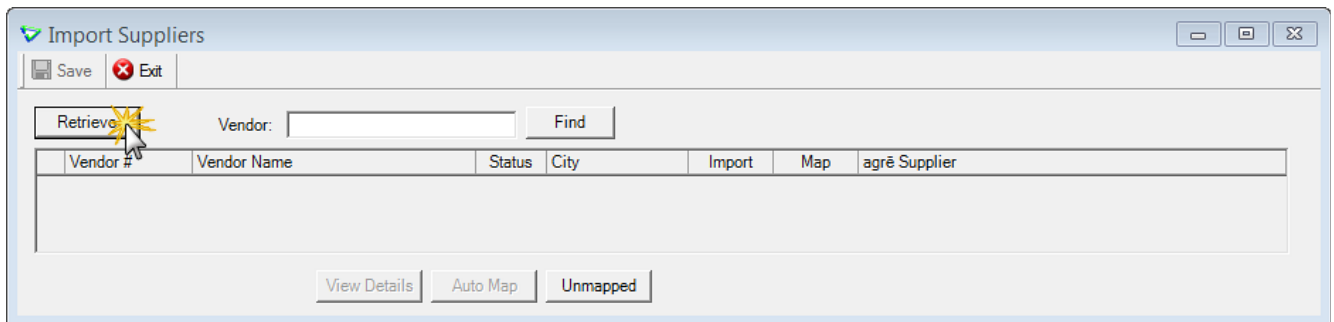 Import Suppliers
Save Exit
Retrieve Vendor: Find
Vendor # Vendor Name Status City Import Map agrē Supplier
View Details Auto Map Unmapped